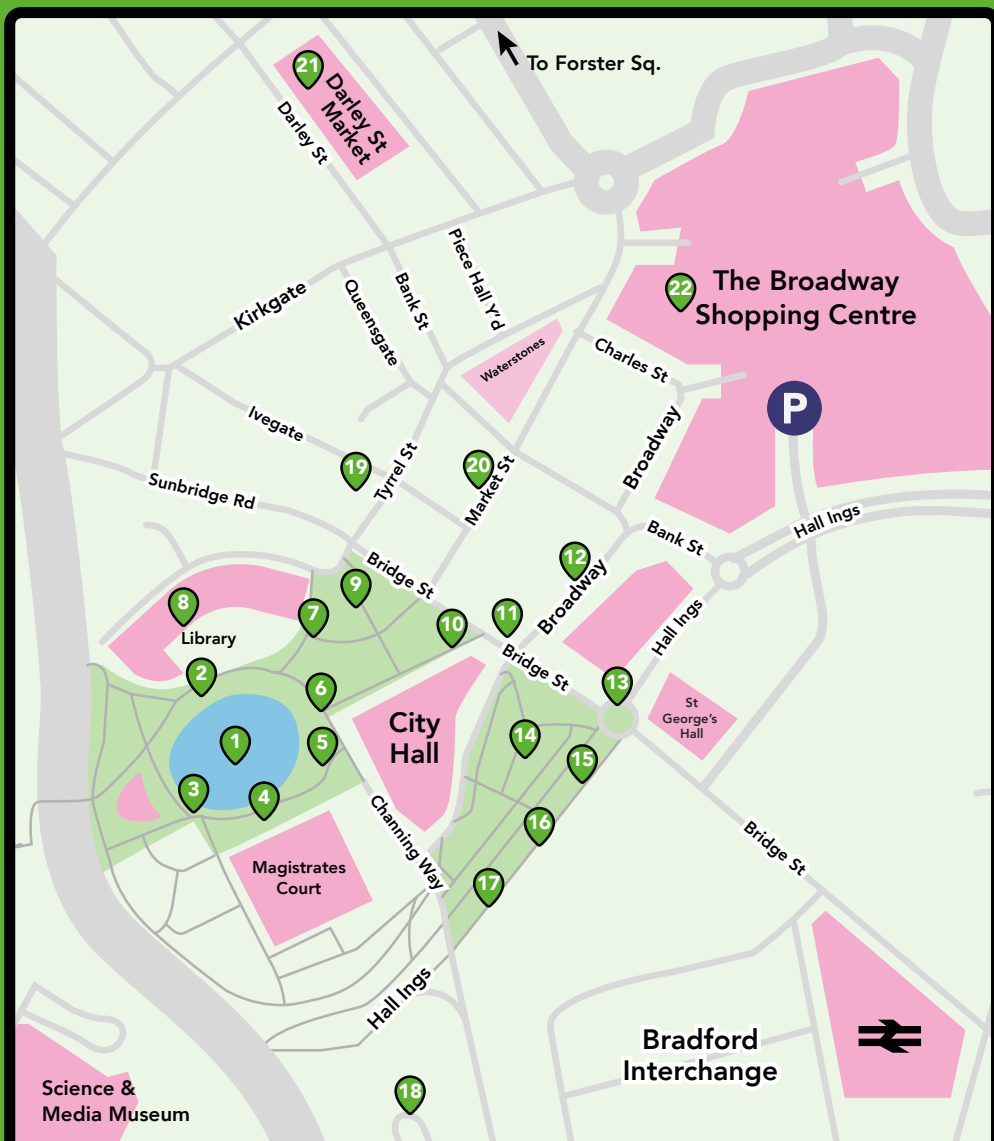 To Forster Sq.
21
Darley St
Market
Darley St
Piece Hall Y'd
Bank St
Queensgate
Kirkgate
22
The Broadway
Shopping Centre
Waterstones
Charles St
P
Broadway
Ivegate
19
Tyrrel St
20
Market St
Sunbridge Rd
Hall Ings
Bank St
Bridge St
12
Broadway
9
8
7
Library
10
11
Hall Ings
Bridge St
2
6
13
St
George's
Hall
City
Hall
1
5
14
15
3
4
16
Channing Way
Magistrates
Court
17
Bridge St
Hall Ings
Bradford
Interchange
18
Science &
Media Museum